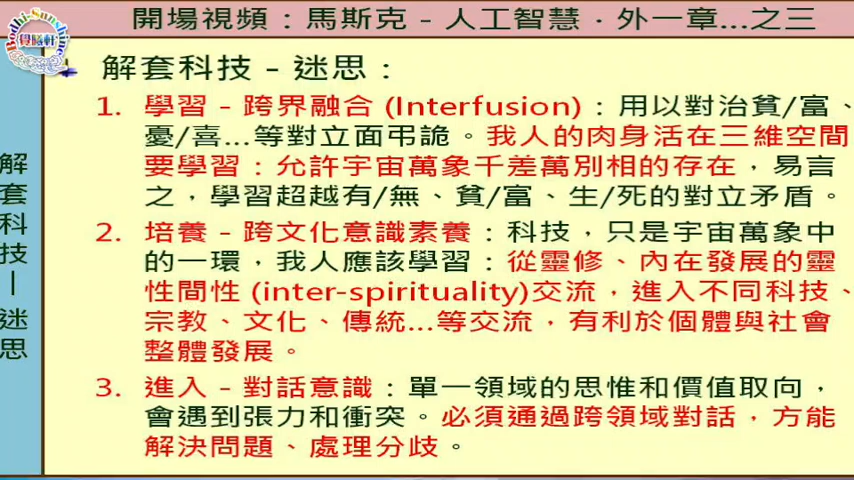 開場視頻：馬斯克－人工智慧．外一章...之三
Bodhi-Sunshine
覺曦軒
解套科技－迷思：
1. 學習－跨界融合 (Interfusion)：用以對治貧/富、
憂/喜...等對立面弔詭。我人的肉身活在三維空間
要學習：允許宇宙萬象千差萬別相的存在，易言
之，學習超越有/無、貧/富、生/死的對立矛盾。
2. 培養－跨文化意識素養：科技，只是宇宙萬象中
的一環，我人應該學習：從靈修、內在發展的靈
性間性 (inter-spirituality)交流，進入不同科技、
宗教、文化、傳統...等交流，有利於個體與社會
整體發展。
3. 進入－對話意識：單一領域的思惟和價值取向，
會遇到張力和衝突。必須通過跨領域對話，方能
解決問題、處理分歧。
解套科技－迷思